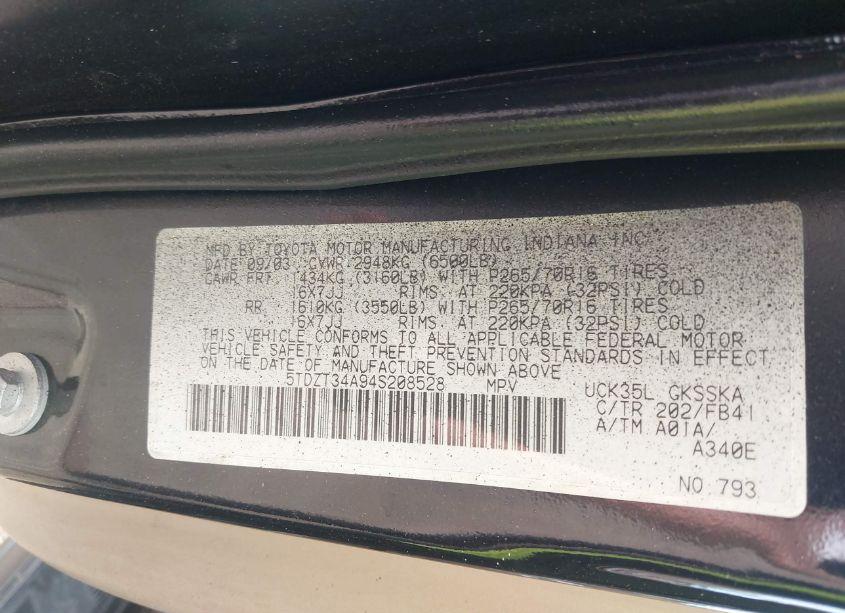 MFD BY TOYOTA MOTOR MANUFACTURING INDIANA INC
DATE 09/03 GVWR 2948KG (6500LB)
GAWR FRT 1434KG (3160LB) WITH P265/70R16 TIRES
16X7JJ RIMS AT 220KPA (32PSI) COLD
RR 1610KG (3550LB) WITH P265/70R16 TIRES
16X7JJ RIMS AT 220KPA (32PSI) COLD
THIS VEHICLE CONFORMS TO ALL APPLICABLE FEDERAL MOTOR
VEHICLE SAFETY AND THEFT PREVENTION STANDARDS IN EFFECT
ON THE DATE OF MANUFACTURE SHOWN ABOVE
5TDZT34A94S208528 MPV
UCK35L GKSSKA
C/TR 202/FB41
A/TM A01A/
A340E
NO 793